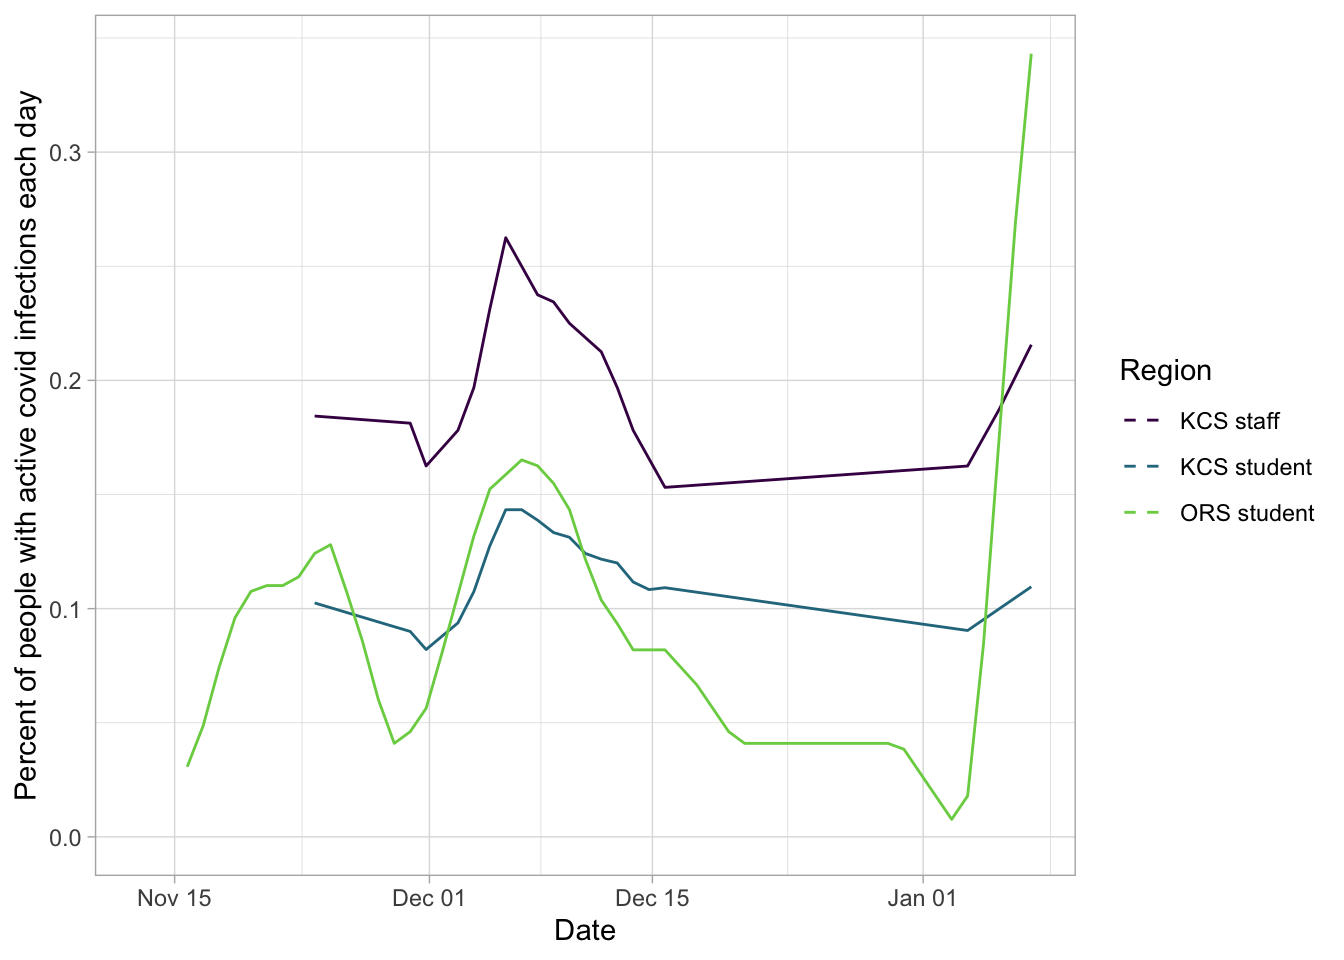 Percent of people with active covid infections each day
0.3
0.2
0.1
0.0
Nov 15
Dec 01
Dec 15
Jan 01
Date
Region
KCS staff
KCS student
ORS student